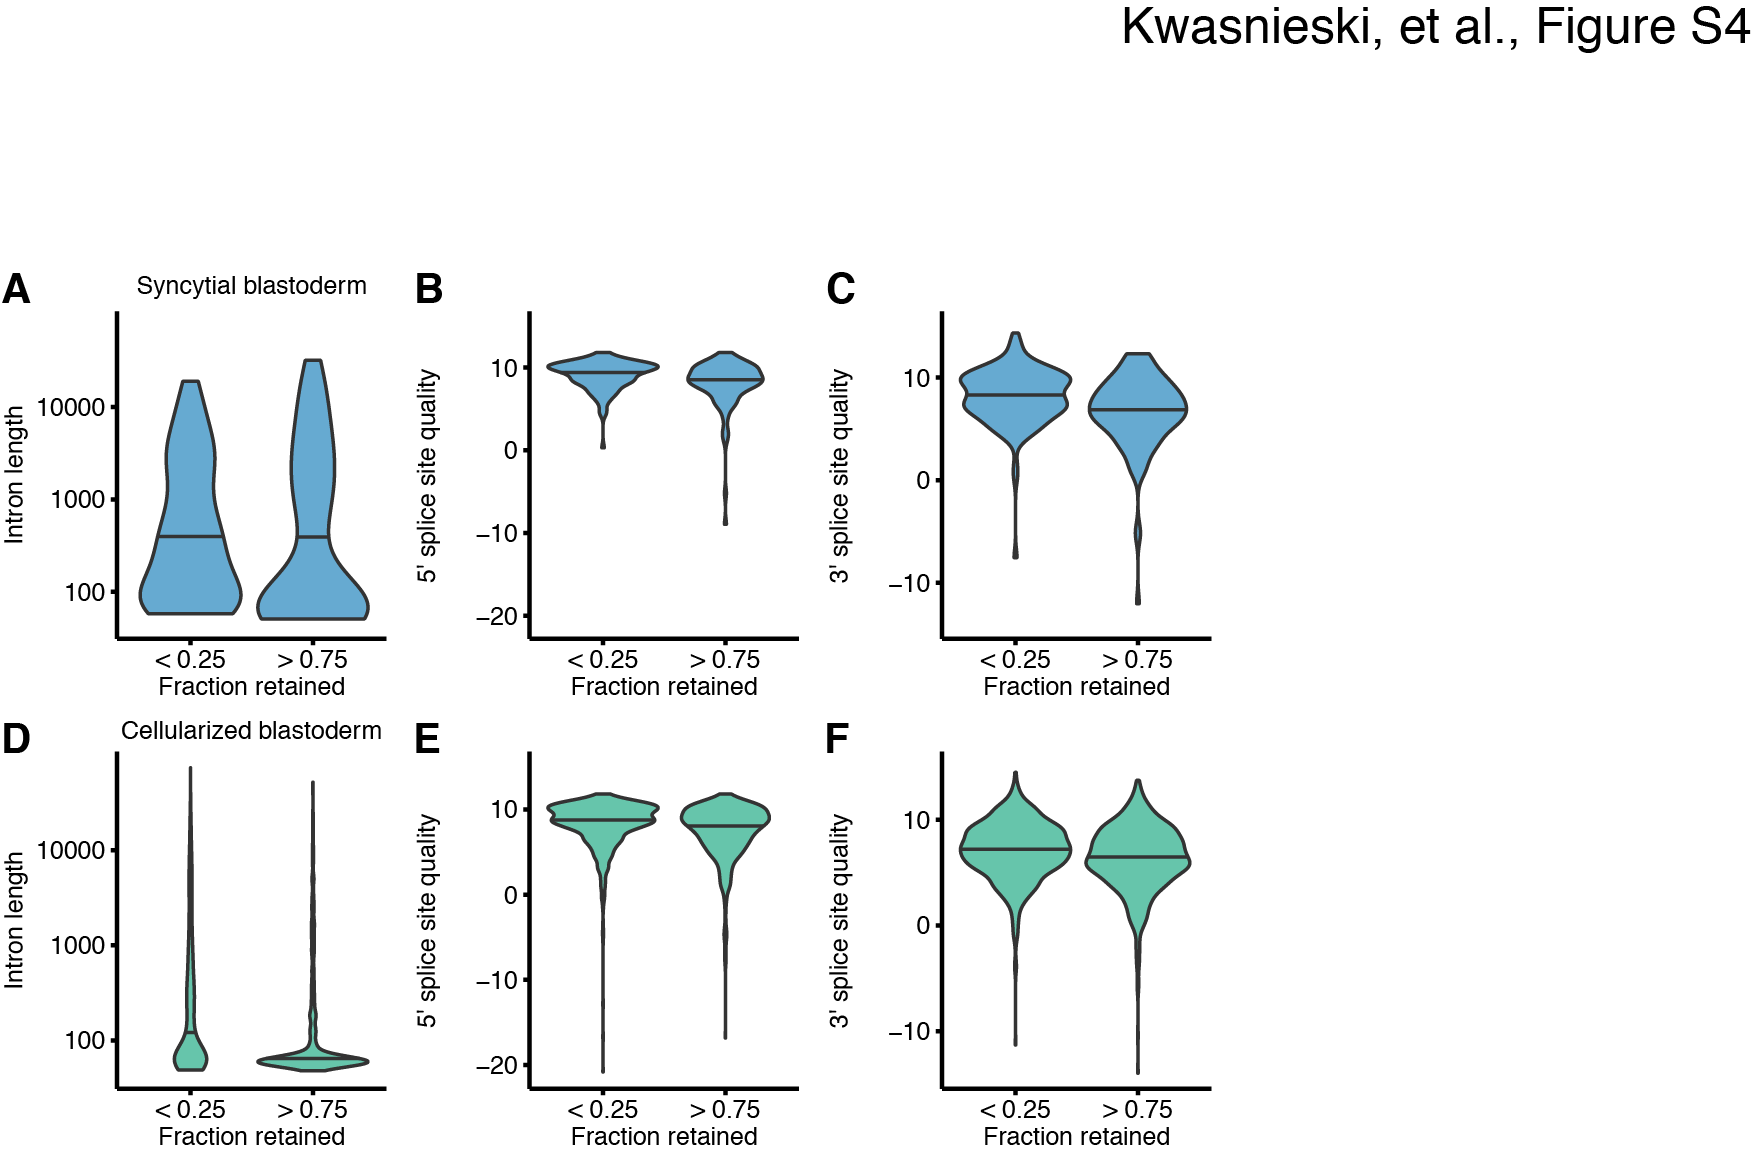 Kwasnieski, et al., Figure S4
A
Syncytial blastoderm
Intron length
10000
1000
100
< 0.25
> 0.75
Fraction retained
B
5' splice site quality
10
0
−10
−20
< 0.25
> 0.75
Fraction retained
C
3' splice site quality
10
0
−10
< 0.25
> 0.75
Fraction retained
D
Cellularized blastoderm
Intron length
10000
1000
100
< 0.25
> 0.75
Fraction retained
E
5' splice site quality
10
0
−10
−20
< 0.25
> 0.75
Fraction retained
F
3' splice site quality
10
0
−10
< 0.25
> 0.75
Fraction retained